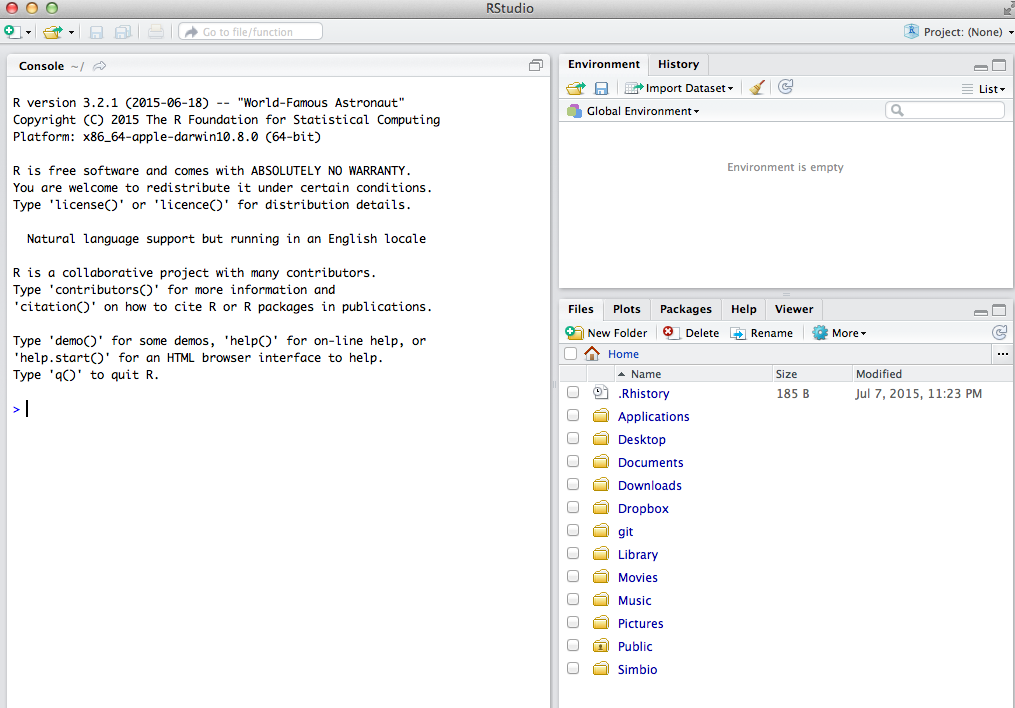 RStudio
Go to file/function
Project: (None)
Console ~/
R version 3.2.1 (2015-06-18) -- "World-Famous Astronaut"
Copyright (C) 2015 The R Foundation for Statistical Computing
Platform: x86_64-apple-darwin10.8.0 (64-bit)
R is free software and comes with ABSOLUTELY NO WARRANTY.
You are welcome to redistribute it under certain conditions.
Type 'license()' or 'licence()' for distribution details.
Natural language support but running in an English locale
R is a collaborative project with many contributors.
Type 'contributors()' for more information and
'citation()' on how to cite R or R packages in publications.
Type 'demo()' for some demos, 'help()' for on-line help, or
'help.start()' for an HTML browser interface to help.
Type 'q()' to quit R.
>
Environment History
Import Dataset List
Global Environment
Environment is empty
Files Plots Packages Help Viewer
New Folder Delete Rename More
Home ...
Name Size Modified
.Rhistory 185 B Jul 7, 2015, 11:23 PM
Applications
Desktop
Documents
Downloads
Dropbox
git
Library
Movies
Music
Pictures
Public
Simbio